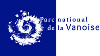 Parc national
de la Vanoise